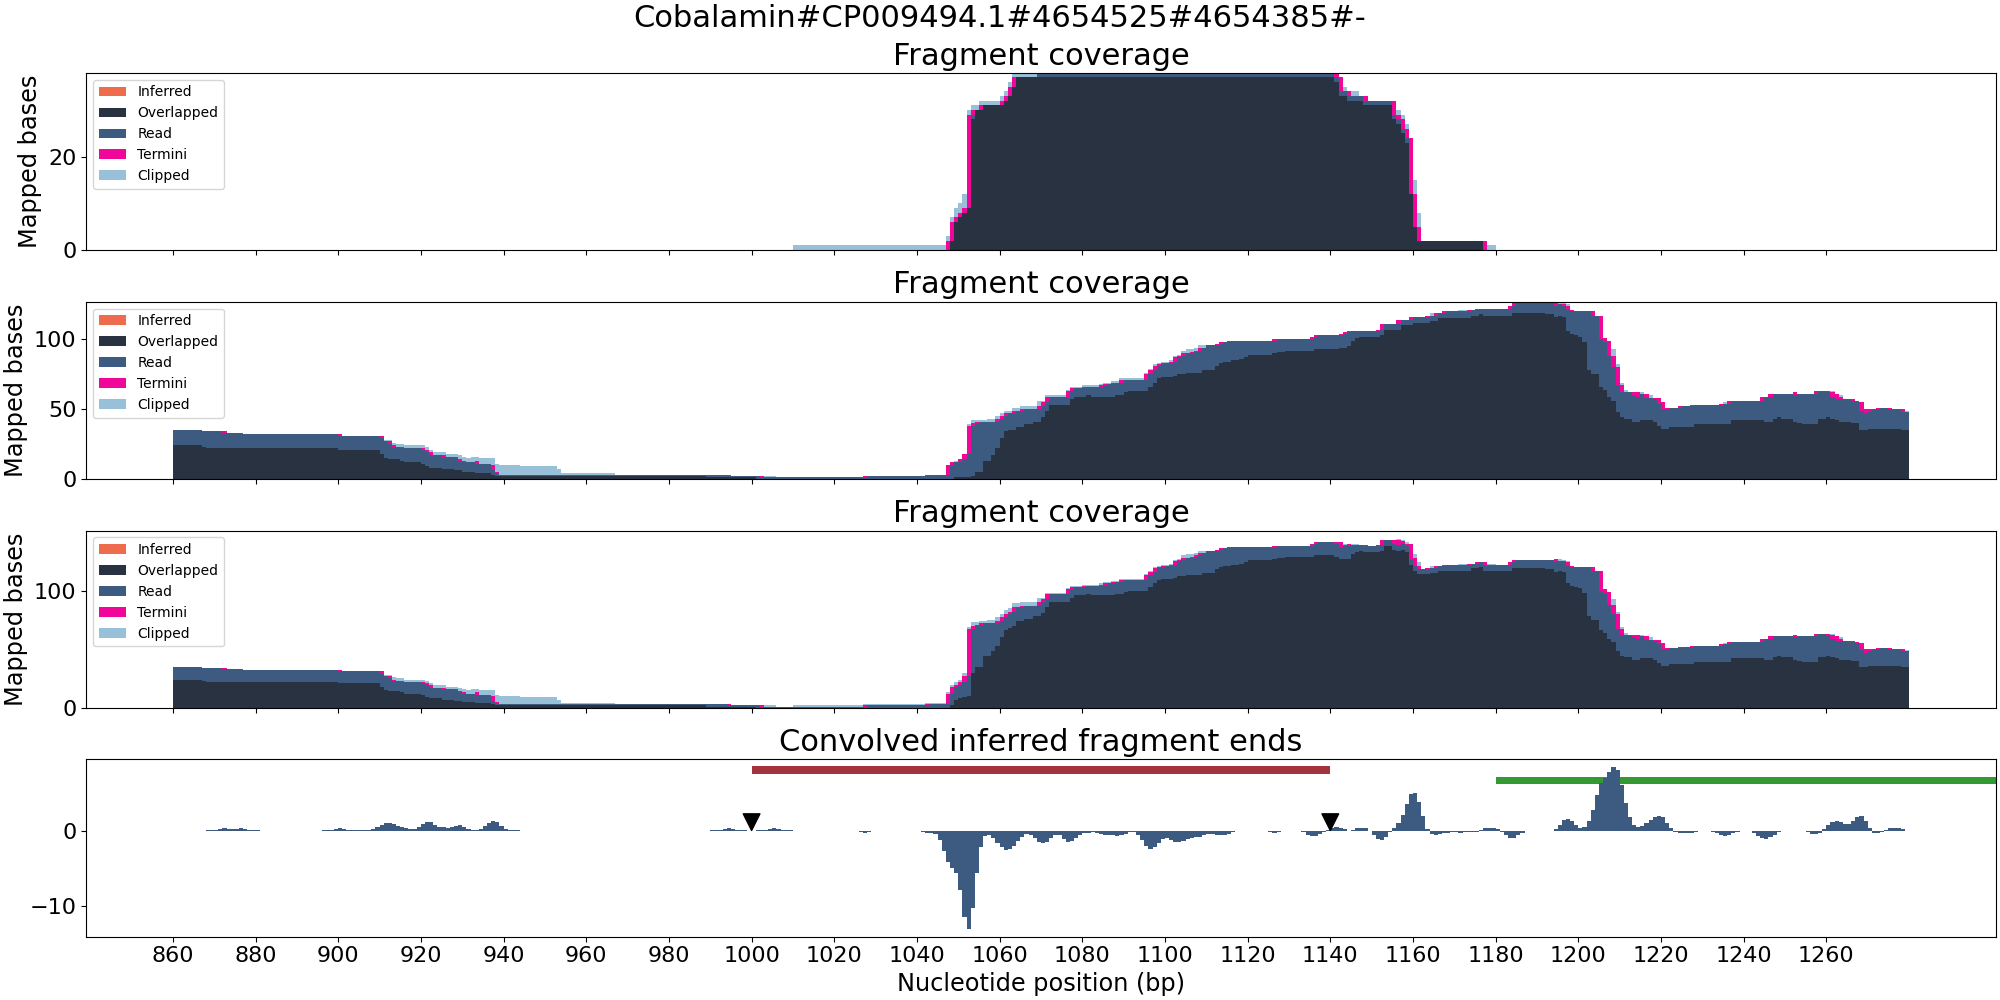 Cobalamin#CP009494.1#4654525#4654385#-
Fragment coverage
Mapped bases
20
0
Inferred
Overlapped
Read
Termini
Clipped
Fragment coverage
Mapped bases
100
50
0
Inferred
Overlapped
Read
Termini
Clipped
Fragment coverage
Mapped bases
100
0
Inferred
Overlapped
Read
Termini
Clipped
Convolved inferred fragment ends
0
−10
860 880 900 920 940 960 980 1000 1020 1040 1060 1080 1100 1120 1140 1160 1180 1200 1220 1240 1260
Nucleotide position (bp)